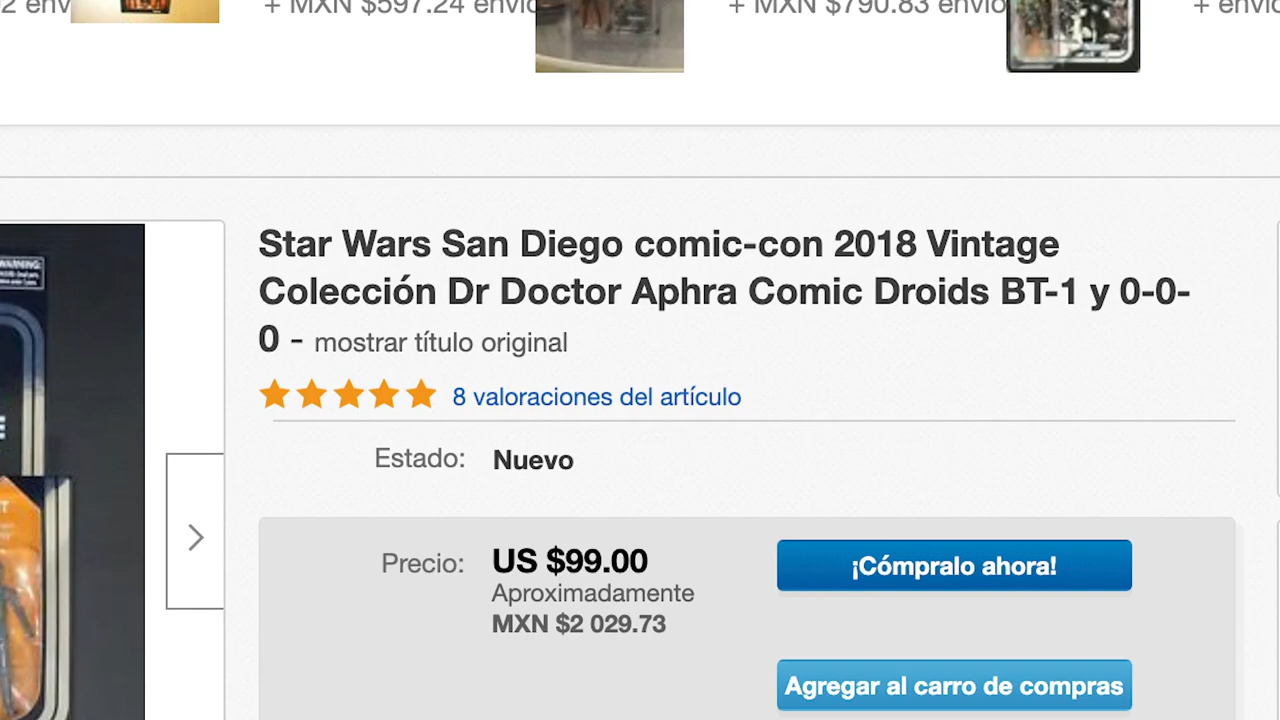 + MXN $597.24 envío
+ MXN $790.83 envío
+ envío
WARNING:
Star Wars San Diego comic-con 2018 Vintage
Colección Dr Doctor Aphra Comic Droids BT-1 y 0-0-
0 - mostrar título original
8 valoraciones del artículo
Estado: Nuevo
Precio: US $99.00
¡Cómpralo ahora!
Aproximadamente
MXN $2 029.73
Agregar al carro de compras